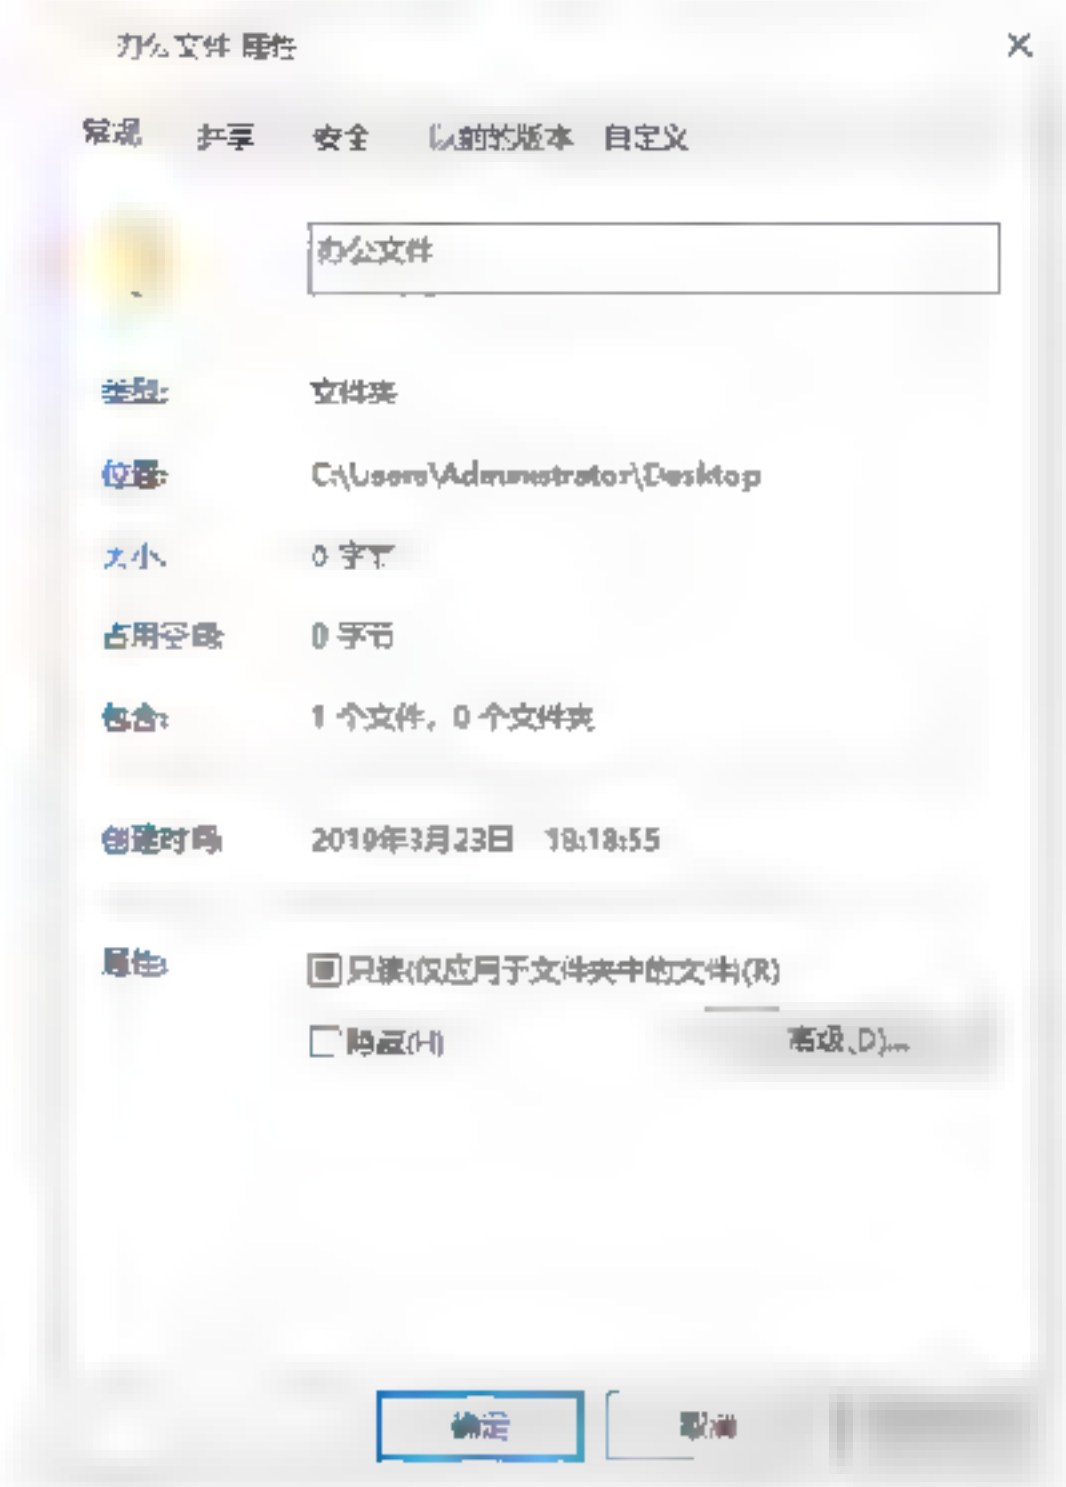 办公文件 属性
常规 共享 安全 以前的版本 自定义
办公文件
类型: 文件夹
位置: C:\Users\Administrator\Desktop
大小: 0 字节
占用空间: 0 字节
包含: 1 个文件，0 个文件夹
创建时间: 2019年3月23日 18:18:55
属性: 只读(仅应用于文件夹中的文件)(R)
隐藏(H) 高级(D)...
确定 取消